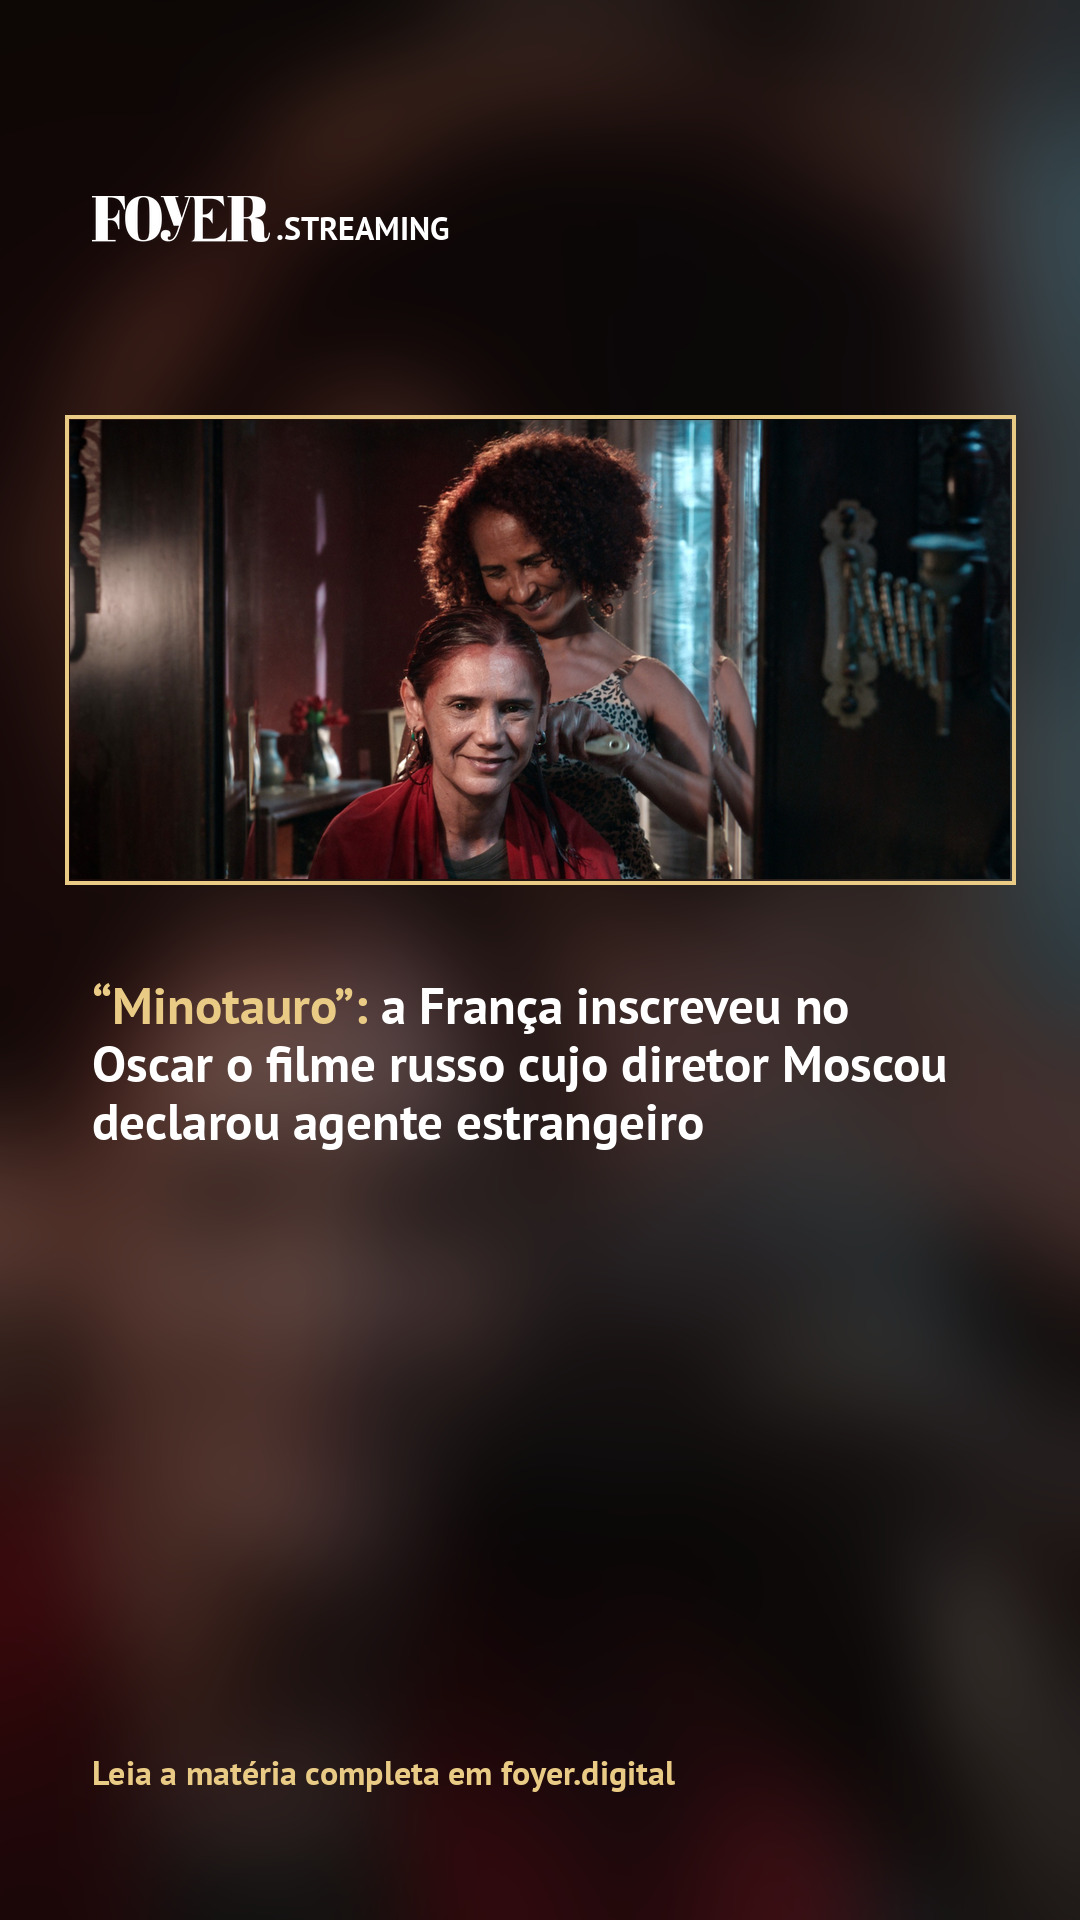 FOYER .STREAMING
“Minotauro”: a França inscreveu no
Oscar o filme russo cujo diretor Moscou
declarou agente estrangeiro
Leia a matéria completa em foyer.digital